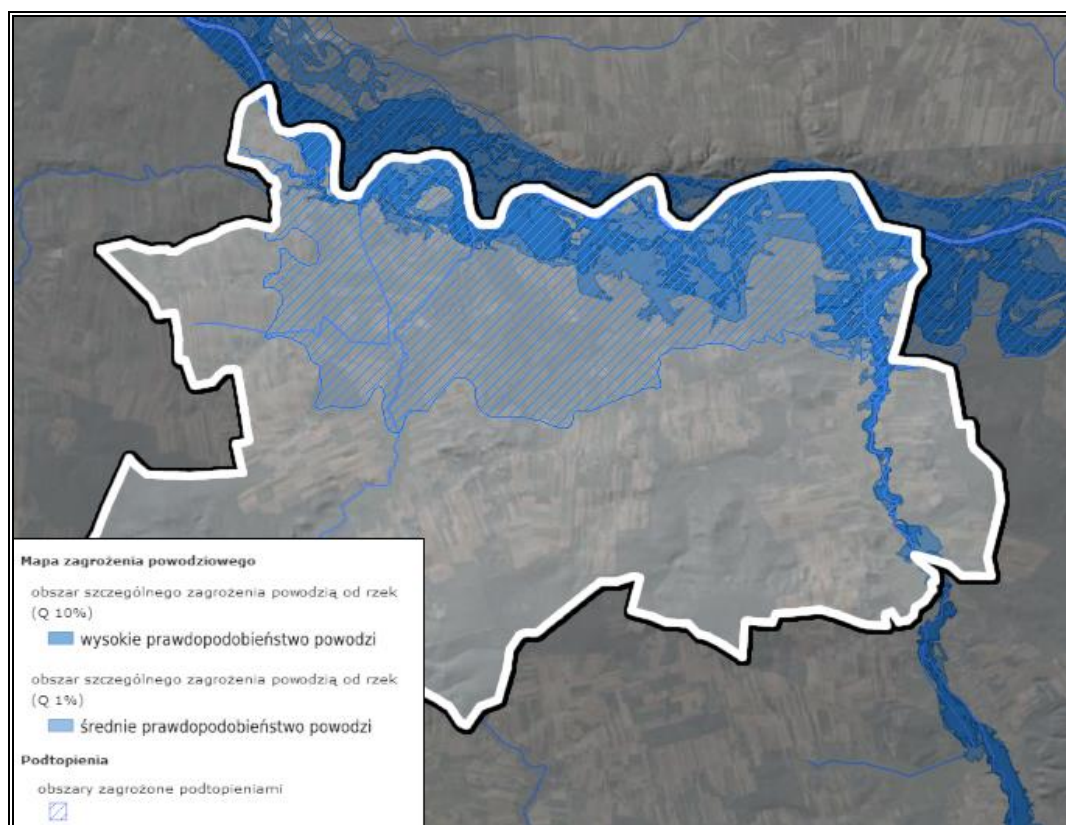 Mapa zagrożenia powodziowego
obszar szczególnego zagrożenia powodzią od rzek
(Q 10%)
wysokie prawdopodobieństwo powodzi
obszar szczególnego zagrożenia powodzią od rzek
(Q 1%)
średnie prawdopodobieństwo powodzi
Podtopienia
obszary zagrożone podtopieniami